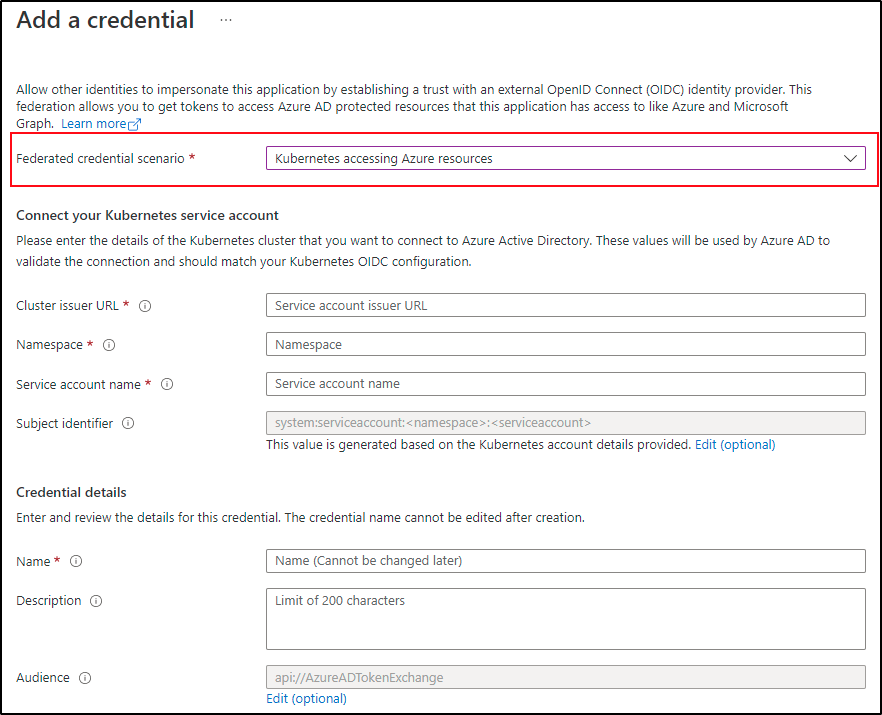 Add a credential ...
Allow other identities to impersonate this application by establishing a trust with an external OpenID Connect (OIDC) identity provider. This
federation allows you to get tokens to access Azure AD protected resources that this application has access to like Azure and Microsoft
Graph. Learn more
Federated credential scenario * Kubernetes accessing Azure resources
Connect your Kubernetes service account
Please enter the details of the Kubernetes cluster that you want to connect to Azure Active Directory. These values will be used by Azure AD to
validate the connection and should match your Kubernetes OIDC configuration.
Cluster issuer URL * Service account issuer URL
Namespace * Namespace
Service account name * Service account name
Subject identifier system:serviceaccount:<namespace>:<serviceaccount>
This value is generated based on the Kubernetes account details provided. Edit (optional)
Credential details
Enter and review the details for this credential. The credential name cannot be edited after creation.
Name * Name (Cannot be changed later)
Description Limit of 200 characters
Audience api://AzureADTokenExchange
Edit (optional)